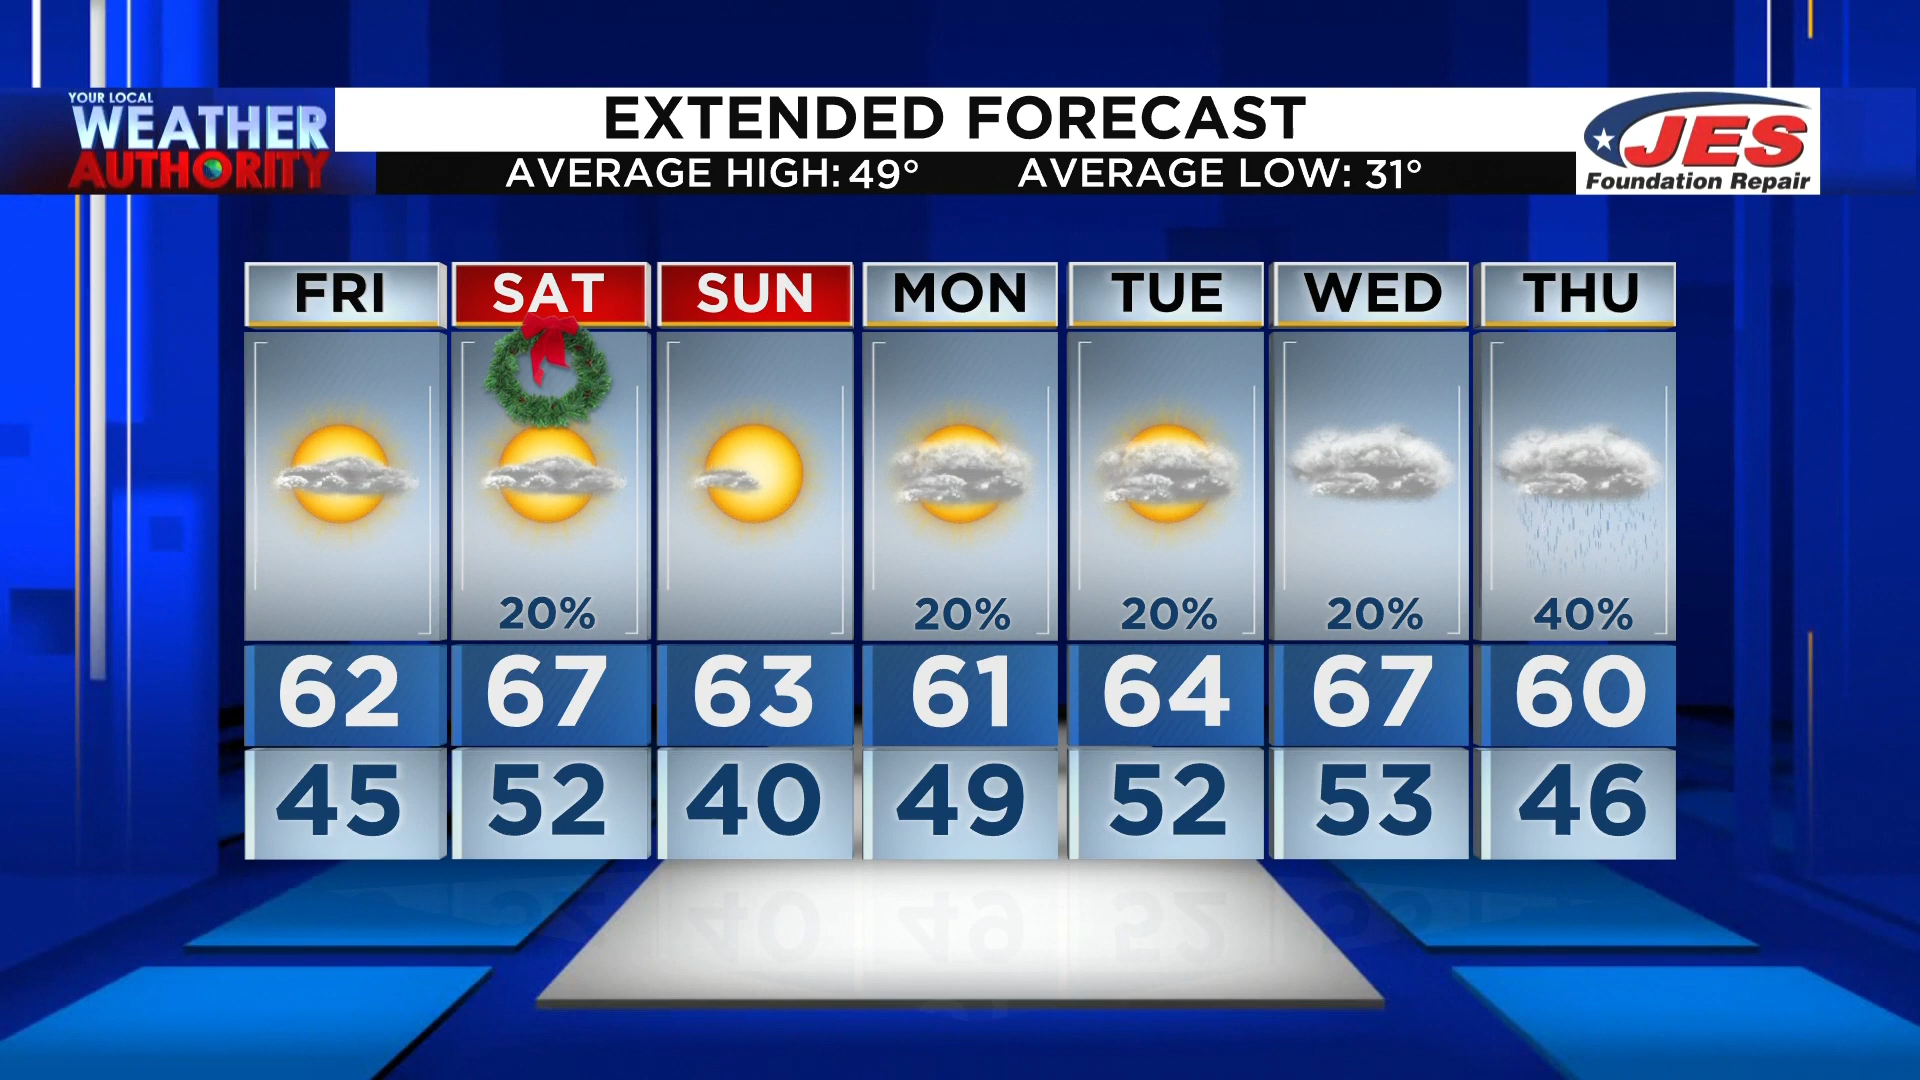 YOUR LOCAL
WEATHER
AUTHORITY
EXTENDED FORECAST
AVERAGE HIGH: 49° AVERAGE LOW: 31°
JES
Foundation Repair
FRI SAT SUN MON TUE WED THU
20% 20% 20% 20% 40%
62 67 63 61 64 67 60
45 52 40 49 52 53 46